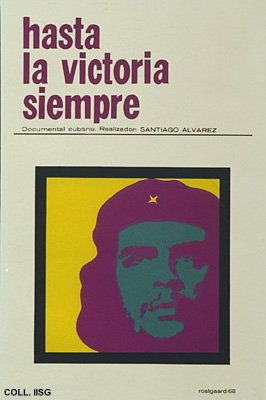 hasta
la victoria
siempre
Documental cubano. Realizador: SANTIAGO ALVAREZ
rostgaard/68
COLL. IISG